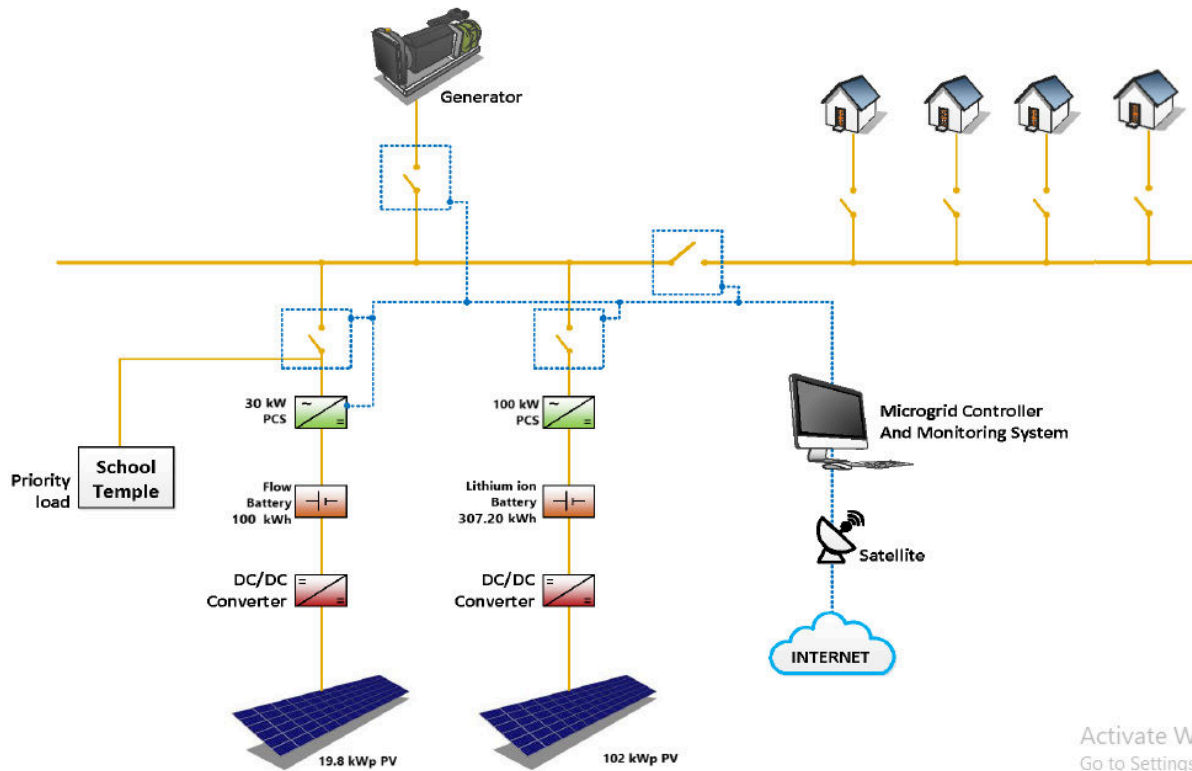 Generator
30 kW
PCS
100 kW
PCS
Microgrid Controller
And Monitoring System
Priority
load
School
Temple
Flow
Battery
100 kWh
Lithium ion
Battery
307.20 kWh
Satellite
DC/DC
Converter
DC/DC
Converter
INTERNET
19.8 kWp PV
102 kWp PV
Activate W
Go to Settings